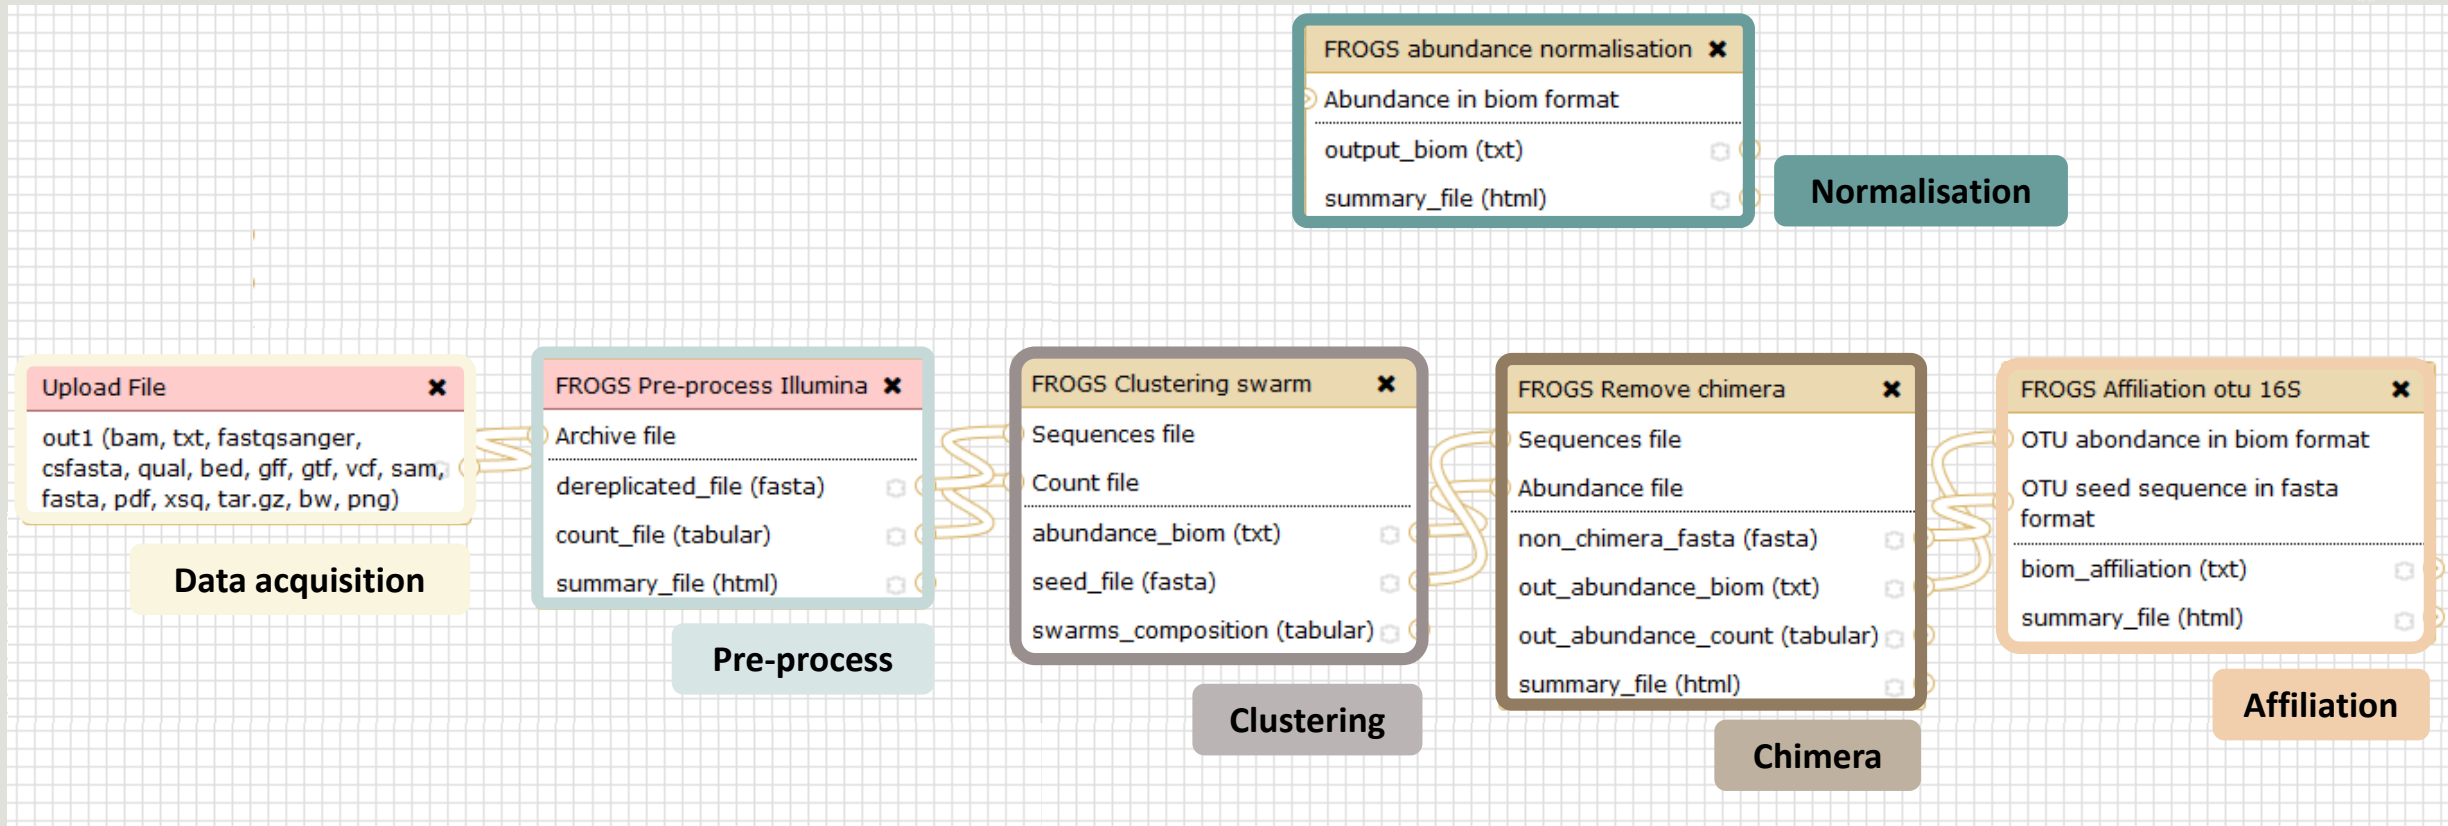 FROGS abundance normalisation
Abundance in biom format
output_biom (txt)
summary_file (html)
Normalisation
Upload File
out1 (bam, txt, fastqsanger,
csfasta, qual, bed, gff, gtf, vcf, sam,
fasta, pdf, xsq, tar.gz, bw, png)
Data acquisition
FROGS Pre-process Illumina
Archive file
dereplicated_file (fasta)
count_file (tabular)
summary_file (html)
Pre-process
FROGS Clustering swarm
Sequences file
Count file
abundance_biom (txt)
seed_file (fasta)
swarms_composition (tabular)
Clustering
FROGS Remove chimera
Sequences file
Abundance file
non_chimera_fasta (fasta)
out_abundance_biom (txt)
out_abundance_count (tabular)
summary_file (html)
Chimera
FROGS Affiliation otu 16S
OTU abondance in biom format
OTU seed sequence in fasta
format
biom_affiliation (txt)
summary_file (html)
Affiliation